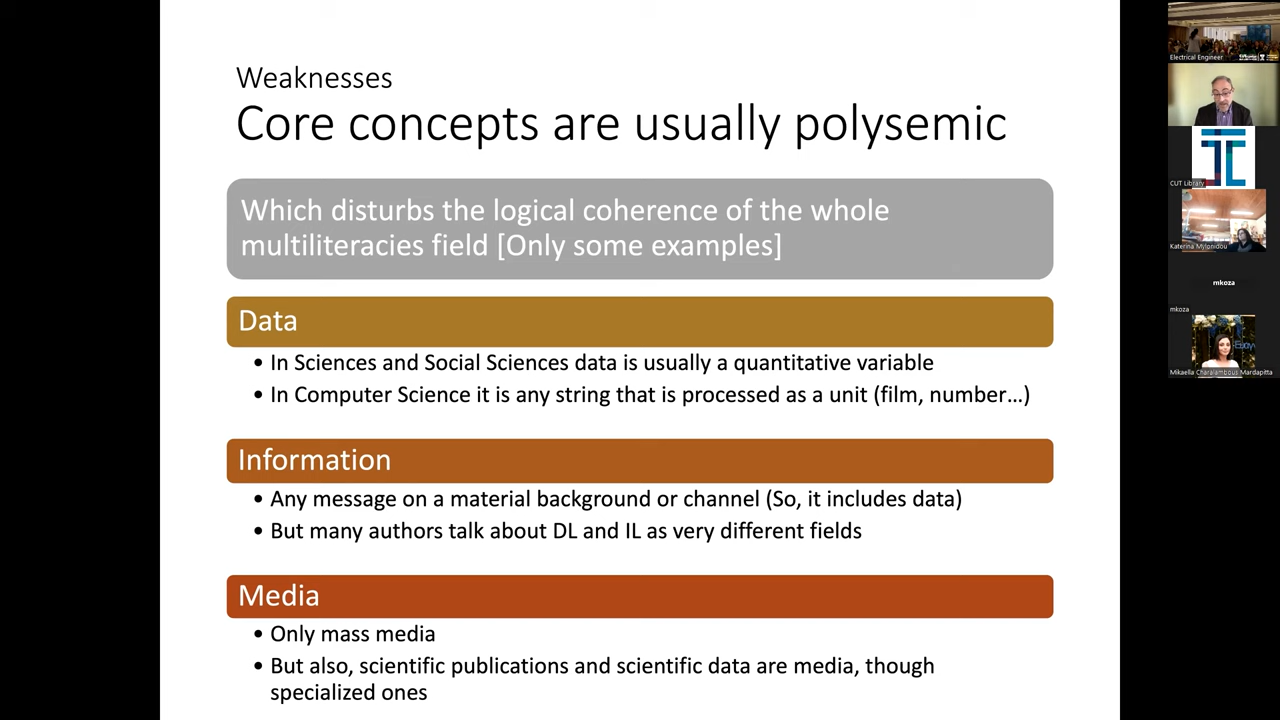 Weaknesses
Core concepts are usually polysemic
Which disturbs the logical coherence of the whole
multiliteracies field [Only some examples]
Data
• In Sciences and Social Sciences data is usually a quantitative variable
• In Computer Science it is any string that is processed as a unit (film, number...)
Information
• Any message on a material background or channel (So, it includes data)
• But many authors talk about DL and IL as very different fields
Media
• Only mass media
• But also, scientific publications and scientific data are media, though
specialized ones
Electrical Engineer
CUT Library
Katerina Mylonidou
mkoza
mkoza
Mikaella Charalambous Mardapitta